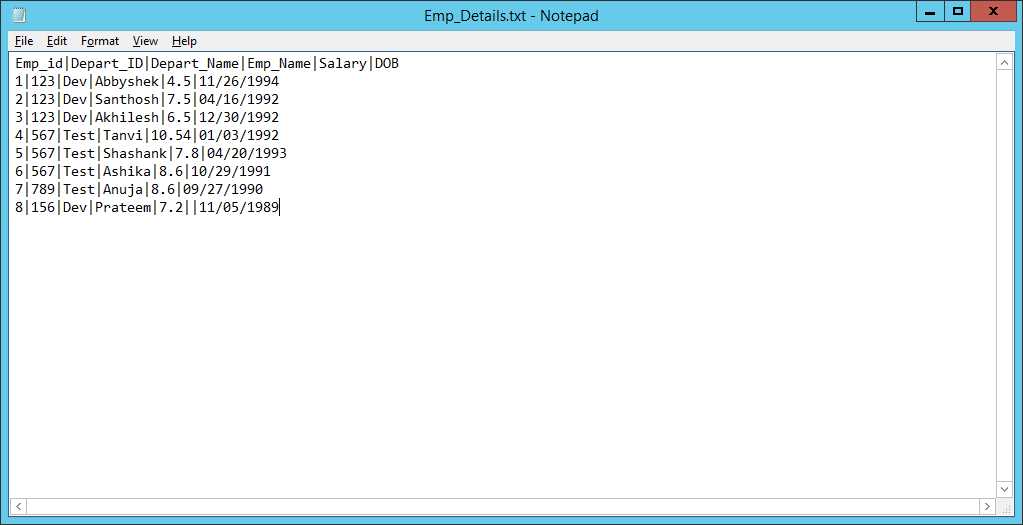 Emp_Details.txt - Notepad
File Edit Format View Help
Emp_id|Depart_ID|Depart_Name|Emp_Name|Salary|DOB
1|123|Dev|Abbyshek|4.5|11/26/1994
2|123|Dev|Santhosh|7.5|04/16/1992
3|123|Dev|Akhilesh|6.5|12/30/1992
4|567|Test|Tanvi|10.54|01/03/1992
5|567|Test|Shashank|7.8|04/20/1993
6|567|Test|Ashika|8.6|10/29/1991
7|789|Test|Anuja|8.6|09/27/1990
8|156|Dev|Prateem|7.2||11/05/1989